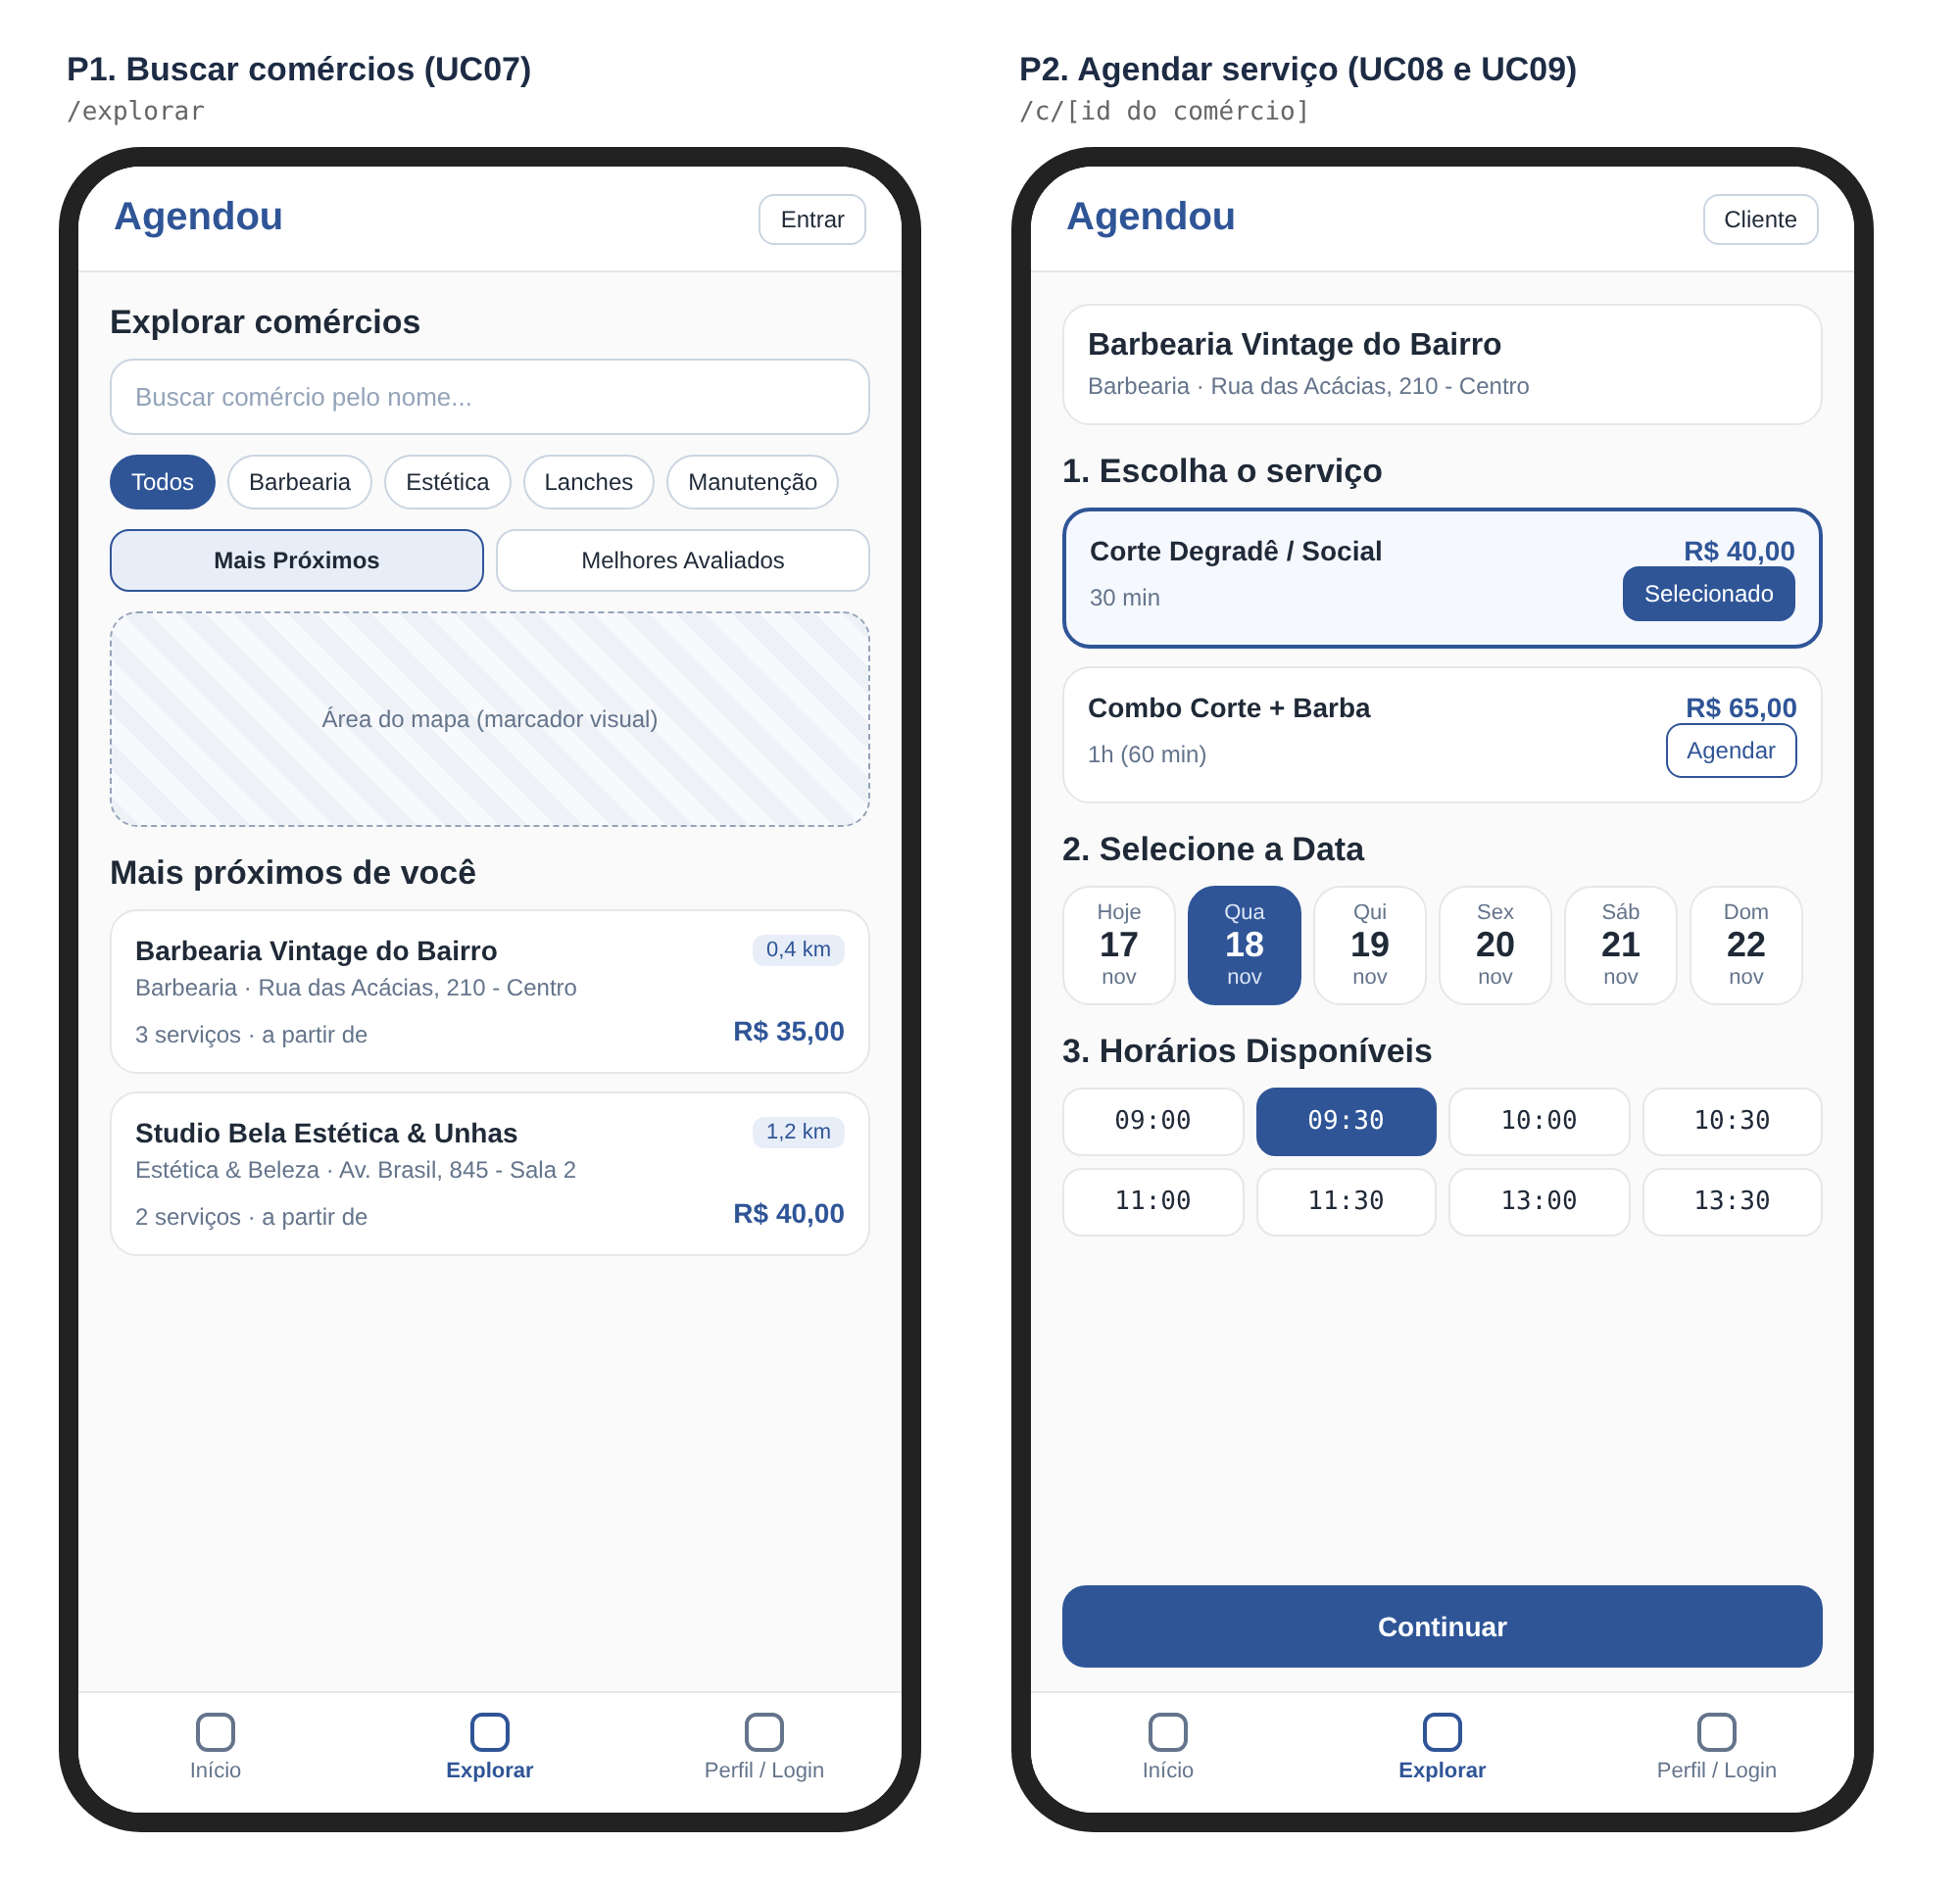 P1. Buscar comércios (UC07)
/explorar
Agendou
Entrar
Explorar comércios
Buscar comércio pelo nome...
Todos
Barbearia
Estética
Lanches
Manutenção
Mais Próximos
Melhores Avaliados
Área do mapa (marcador visual)
Mais próximos de você
Barbearia Vintage do Bairro
0,4 km
Barbearia · Rua das Acácias, 210 - Centro
3 serviços · a partir de
R$ 35,00
Studio Bela Estética & Unhas
1,2 km
Estética & Beleza · Av. Brasil, 845 - Sala 2
2 serviços · a partir de
R$ 40,00
Início
Explorar
Perfil / Login
P2. Agendar serviço (UC08 e UC09)
/c/[id do comércio]
Agendou
Cliente
Barbearia Vintage do Bairro
Barbearia · Rua das Acácias, 210 - Centro
1. Escolha o serviço
Corte Degradê / Social
R$ 40,00
30 min
Selecionado
Combo Corte + Barba
R$ 65,00
1h (60 min)
Agendar
2. Selecione a Data
Hoje
17
nov
Qua
18
nov
Qui
19
nov
Sex
20
nov
Sáb
21
nov
Dom
22
nov
3. Horários Disponíveis
09:00
09:30
10:00
10:30
11:00
11:30
13:00
13:30
Continuar
Início
Explorar
Perfil / Login